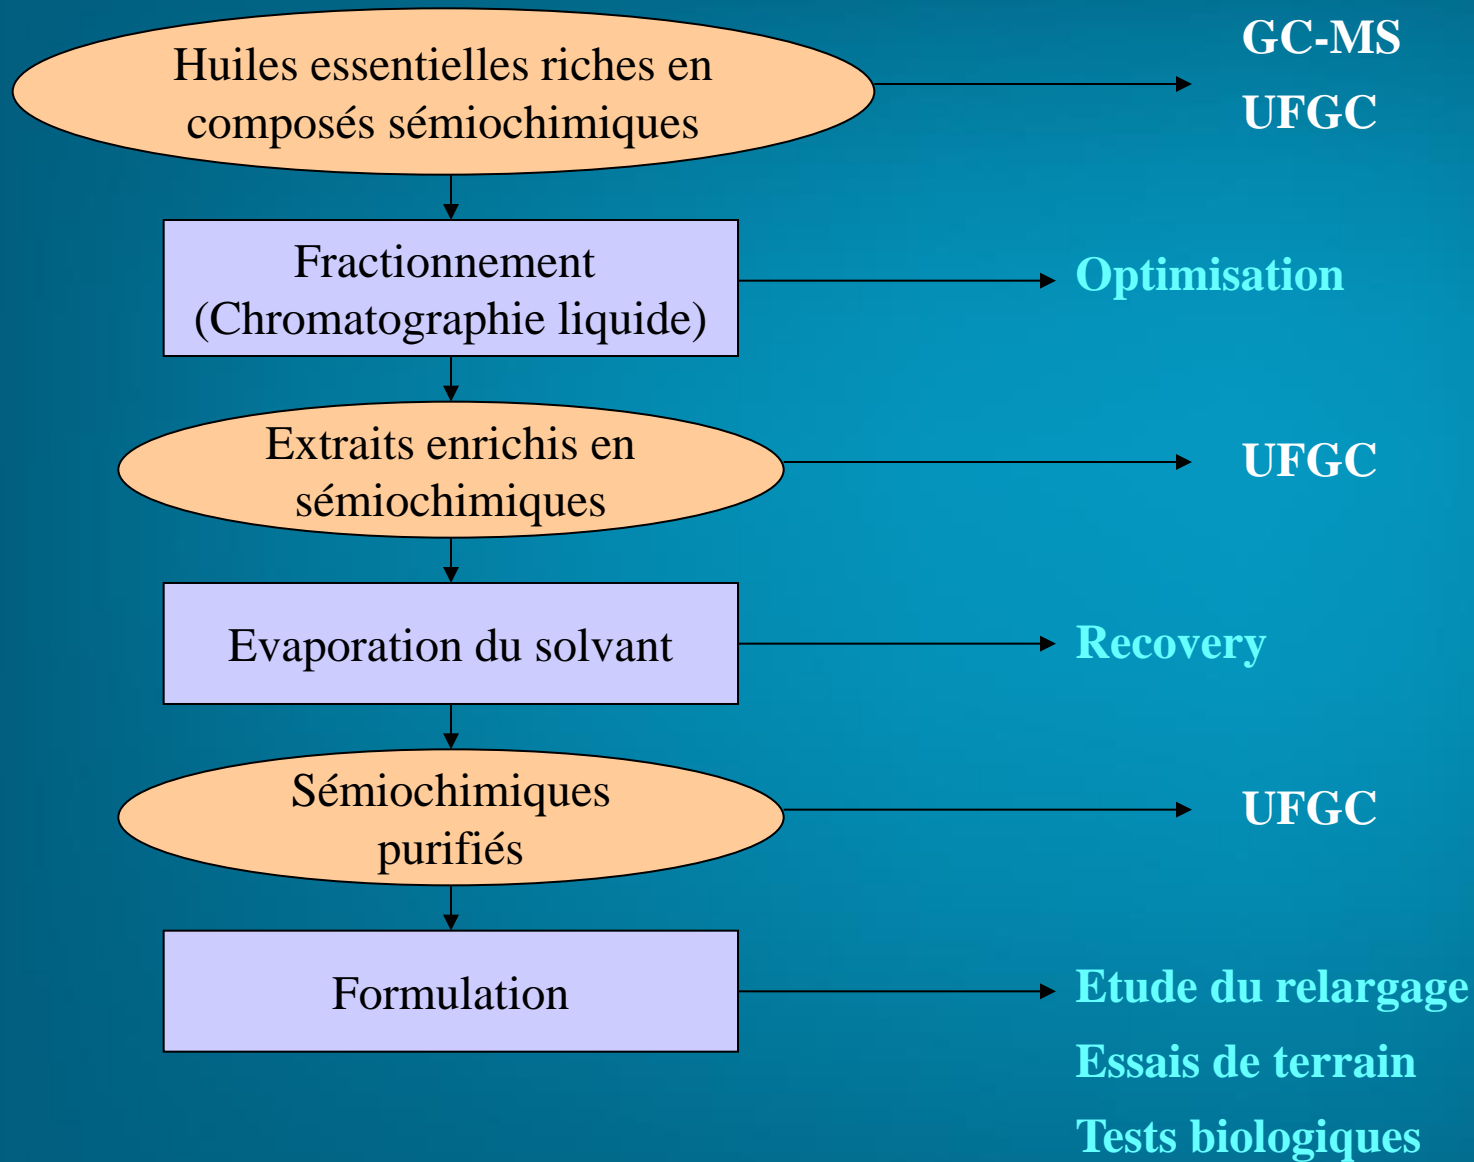 Huiles essentielles riches en
composés sémiochimiques
GC-MS
UFGC
Fractionnement
(Chromatographie liquide)
Optimisation
Extraits enrichis en
sémiochimiques
UFGC
Evaporation du solvant
Recovery
Sémiochimiques
purifiés
UFGC
Formulation
Etude du relargage
Essais de terrain
Tests biologiques